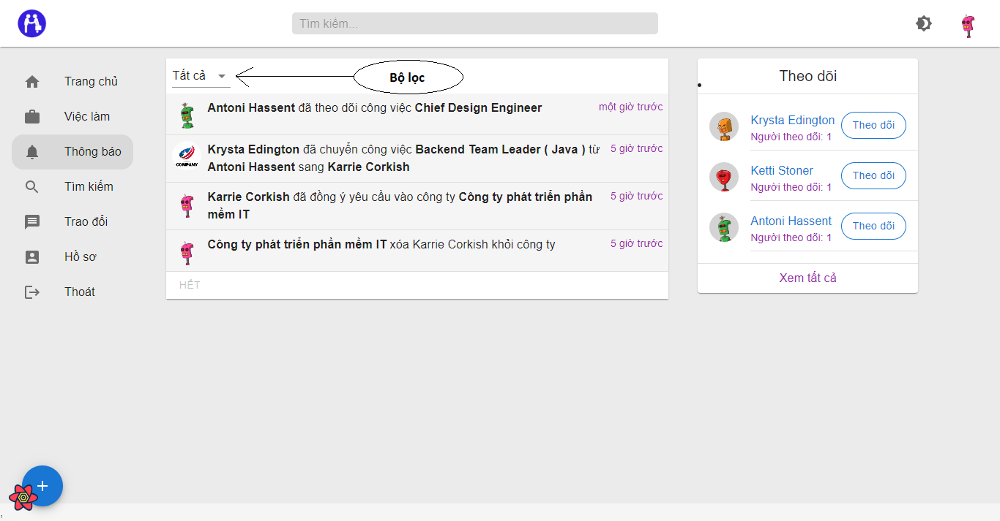 Tìm kiếm...
Trang chủ
Việc làm
Thông báo
Tìm kiếm
Trao đổi
Hồ sơ
Thoát
Tất cả
Bộ lọc
Antoni Hassent đã theo dõi công việc Chief Design Engineer
một giờ trước
COMPANY
Krysta Edington đã chuyển công việc Backend Team Leader ( Java ) từ
Antoni Hassent sang Karrie Corkish
5 giờ trước
Karrie Corkish đã đồng ý yêu cầu vào công ty Công ty phát triển phần
mềm IT
5 giờ trước
Công ty phát triển phần mềm IT xóa Karrie Corkish khỏi công ty
5 giờ trước
HẾT
Theo dõi
Krysta Edington
Người theo dõi: 1
Theo dõi
Ketti Stoner
Người theo dõi: 1
Theo dõi
Antoni Hassent
Người theo dõi: 1
Theo dõi
Xem tất cả